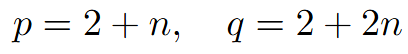 p = 2 + n, q = 2 + 2n